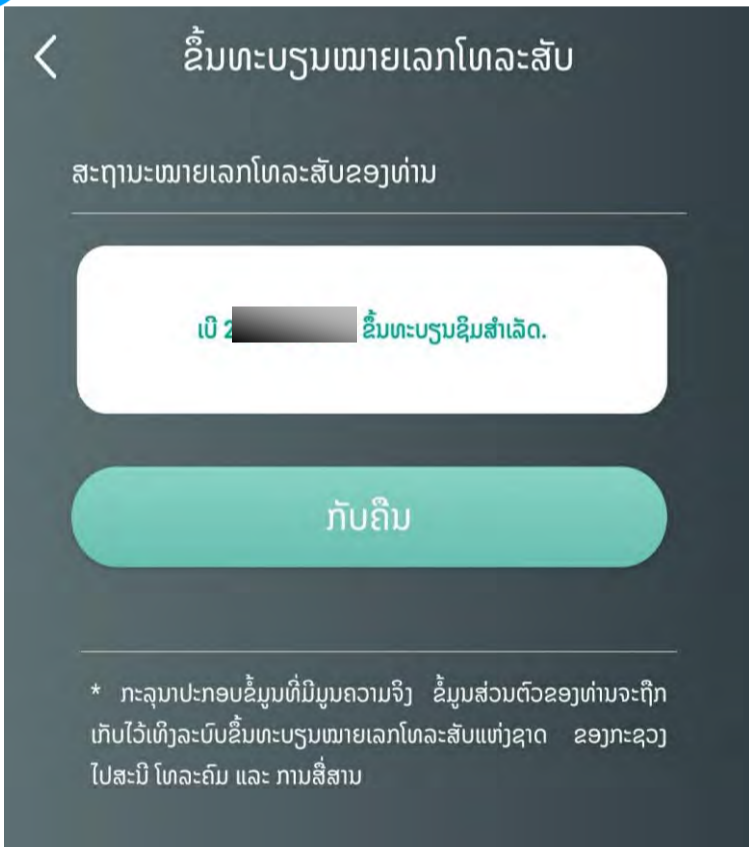 ຂຶ້ນທະບຽນໝາຍເລກໂທລະສັບ
ສະຖານະໝາຍເລກໂທລະສັບຂອງທ່ານ
ເບີ 2 ຂຶ້ນທະບຽນຊິມສຳເລັດ.
ກັບຄືນ
* ກະລຸນາປະກອບຂໍ້ມູນທີ່ມີມູນຄວາມຈິງ ຂໍ້ມູນສ່ວນຕົວຂອງທ່ານຈະຖືກ
ເກັບໄວ້ເທິງລະບົບຂຶ້ນທະບຽນໝາຍເລກໂທລະສັບແຫ່ງຊາດ ຂອງກະຊວງ
ໄປສະນີ ໂທລະຄົມ ແລະ ການສື່ສານ